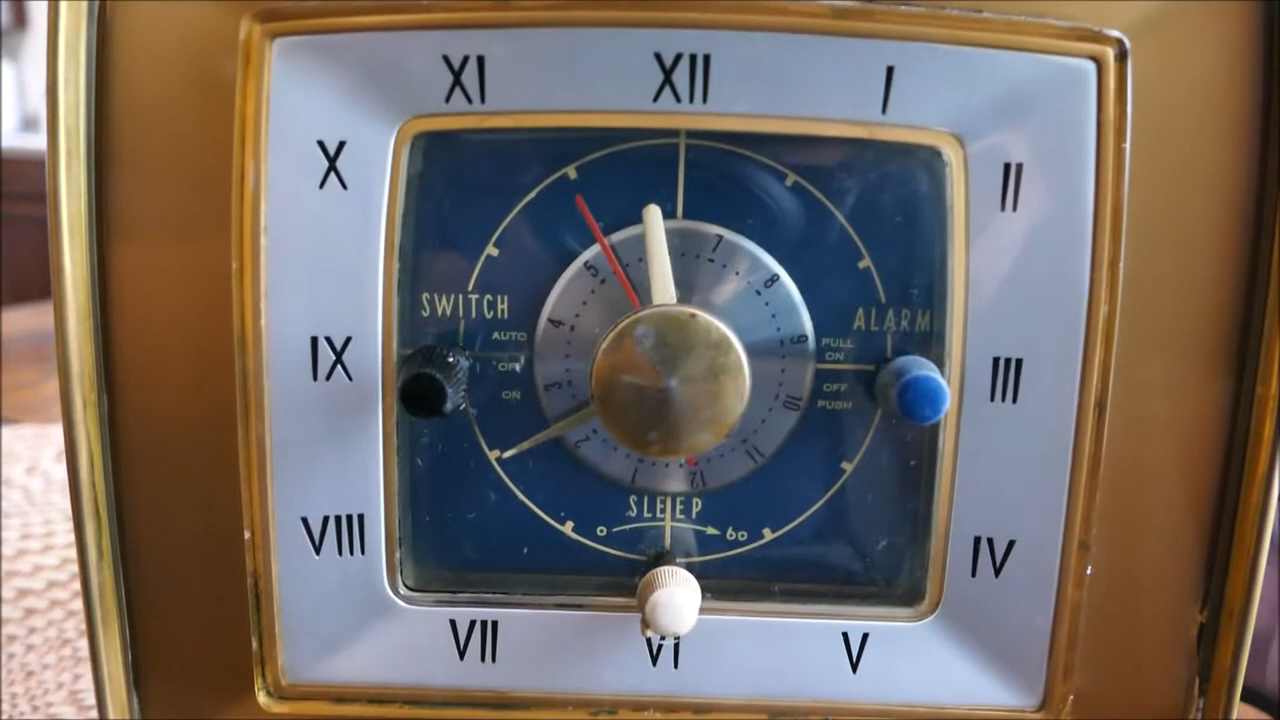 XI XII I
X II
SWITCH ALARM
AUTO PULL
OFF ON
ON OFF
PUSH
IX III
5 7 8
4 9
3 10
2 11
1 12
SLEEP
0 60
VIII IV
VII VI V